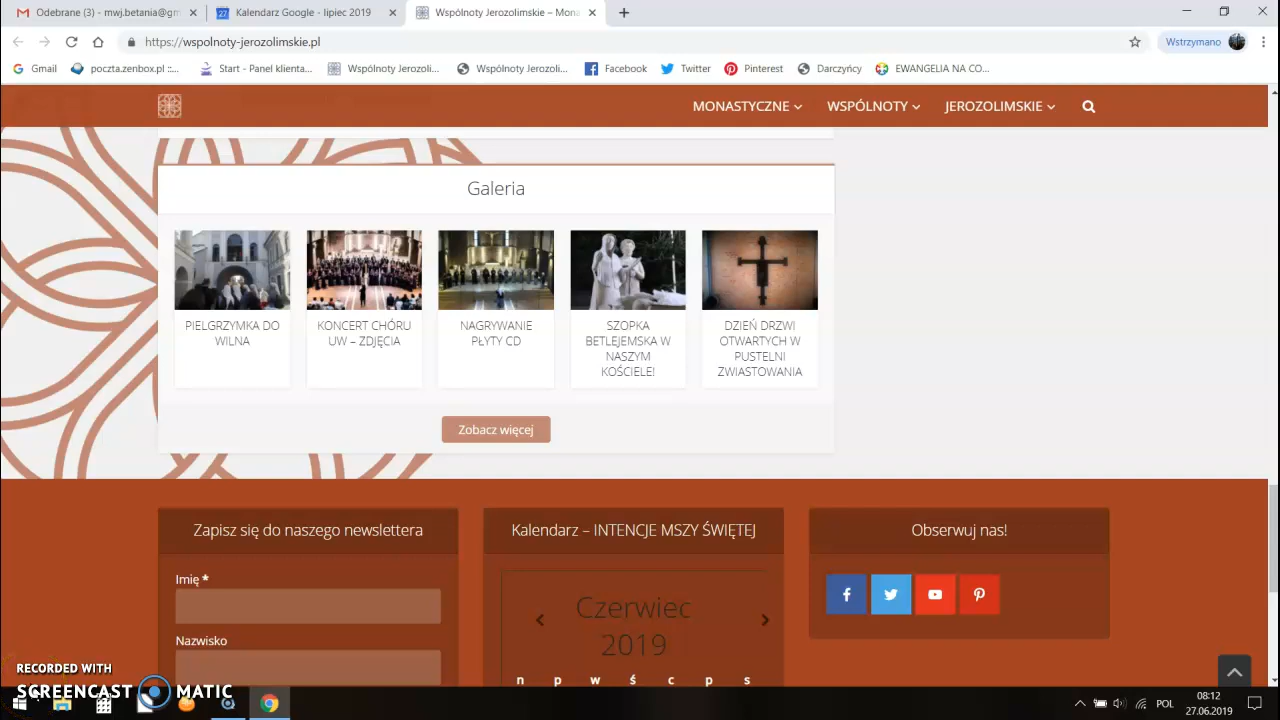 Odebrane (3) - mwj.betania@gm
Kalendarz Google - lipiec 2019
Wspólnoty Jerozolimskie – Mona
https://wspolnoty-jerozolimskie.pl
Wstrzymano
Gmail
poczta.zenbox.pl ::...
Start - Panel klienta...
Wspólnoty Jerozoli...
Wspólnoty Jerozoli...
Facebook
Twitter
Pinterest
Darczyńcy
EWANGELIA NA CO...
MONASTYCZNE
WSPÓLNOTY
JEROZOLIMSKIE
Galeria
PIELGRZYMKA DO
WILNA
KONCERT CHÓRU
UW – ZDJĘCIA
NAGRYWANIE
PŁYTY CD
SZOPKA
BETLEJEMSKA W
NASZYM
KOŚCIELE!
DZIEŃ DRZWI
OTWARTYCH W
PUSTELNI
ZWIASTOWANIA
Zobacz więcej
Zapisz się do naszego newslettera
Imię *
Nazwisko
Kalendarz – INTENCJE MSZY ŚWIĘTEJ
Czerwiec
2019
n p w ś c p s
Obserwuj nas!
RECORDED WITH
SCREENCAST MATIC
POL
08:12
27.06.2019